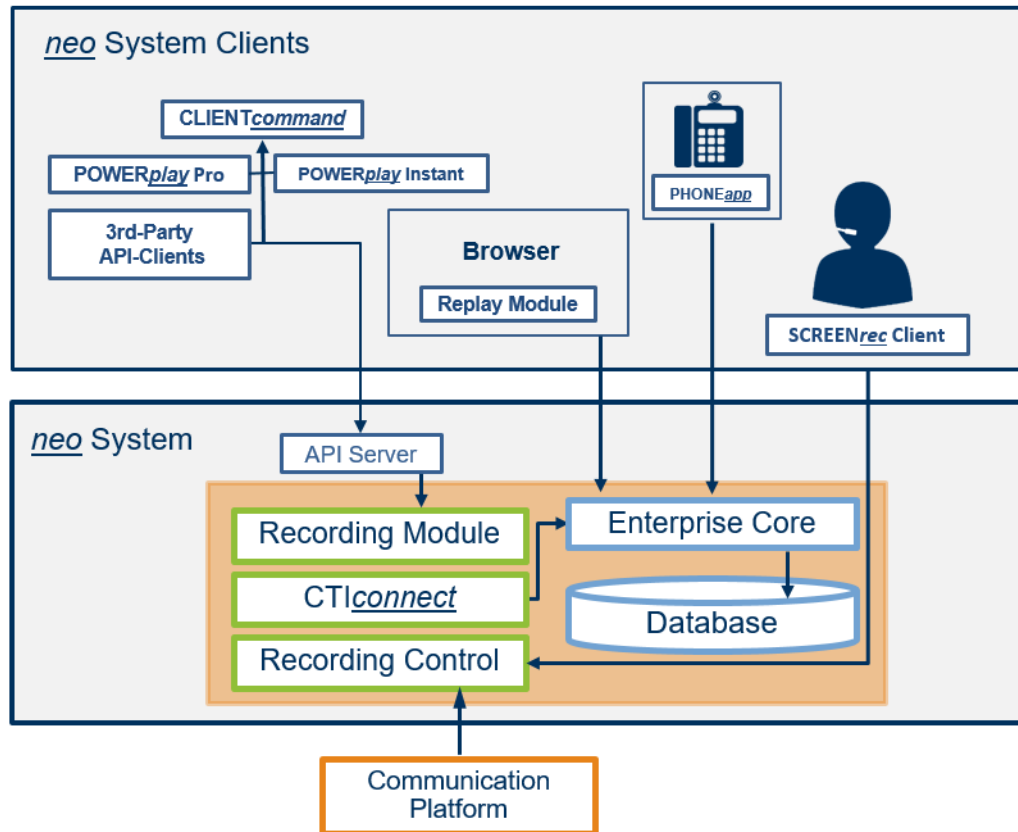 neo System Clients
CLIENTcommand
POWERplay Pro
POWERplay Instant
3rd-Party
API-Clients
Browser
Replay Module
PHONEapp
SCREENrec Client
neo System
API Server
Recording Module
Enterprise Core
CTIconnect
Database
Recording Control
Communication
Platform